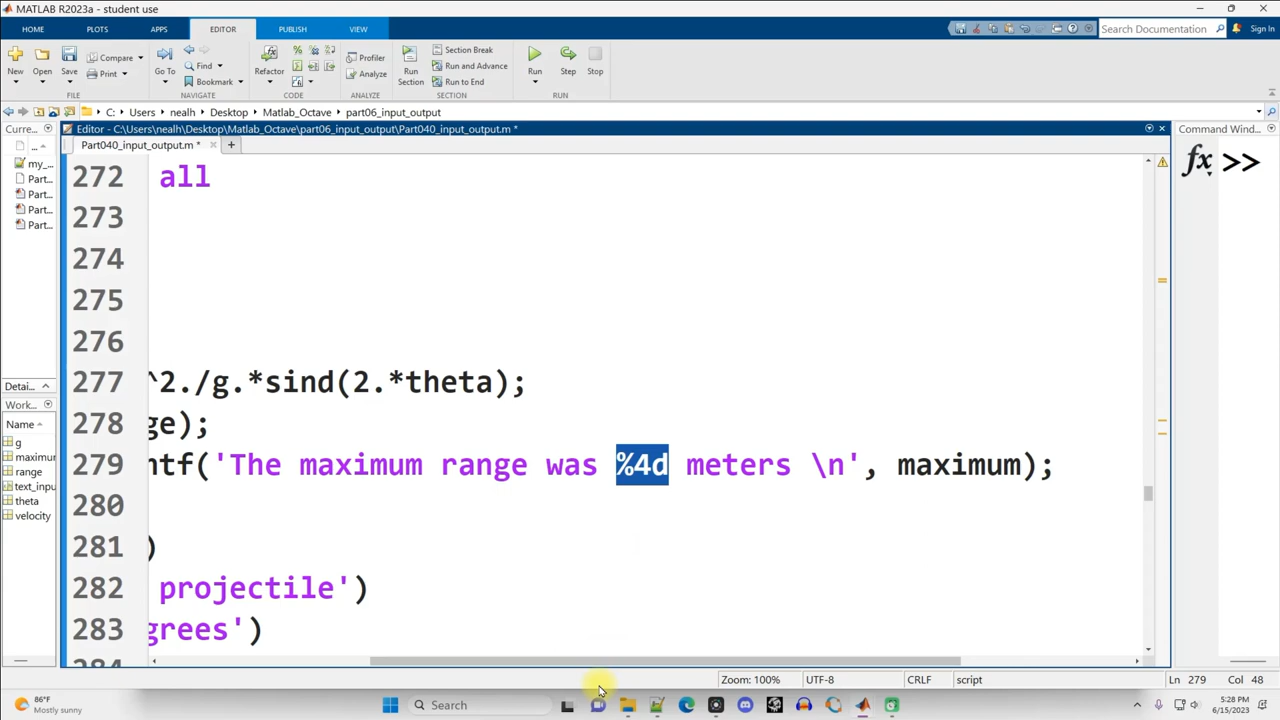 MATLAB R2023a - student use
HOME PLOTS APPS EDITOR PUBLISH VIEW Search Documentation Sign In
New Open Save Compare Print Go To Find Bookmark Refactor Profiler Analyze Run Section Section Break Run and Advance Run to End Run Step Stop
FILE NAVIGATE CODE ANALYZE SECTION RUN
C: Users nealh Desktop Matlab_Octave part06_input_output
Curre... Editor - C:\Users\nealh\Desktop\Matlab_Octave\part06_input_output\Part040_input_output.m * Command Wind...
Part040_input_output.m * +
...
my_...
Part...
Part...
Part...
Part...
fx >>
272 all
273
274
275
276
277 ^2./g.*sind(2.*theta);
278 ge);
279 ntf('The maximum range was %4d meters \n', maximum);
280
281 )
282 projectile')
283 grees')
284
Detai...
Work...
Name
g
maximum
range
text_inpu
theta
velocity
Zoom: 100% UTF-8 CRLF script Ln 279 Col 48
86°F
Mostly sunny
Search
5:28 PM
6/15/2023